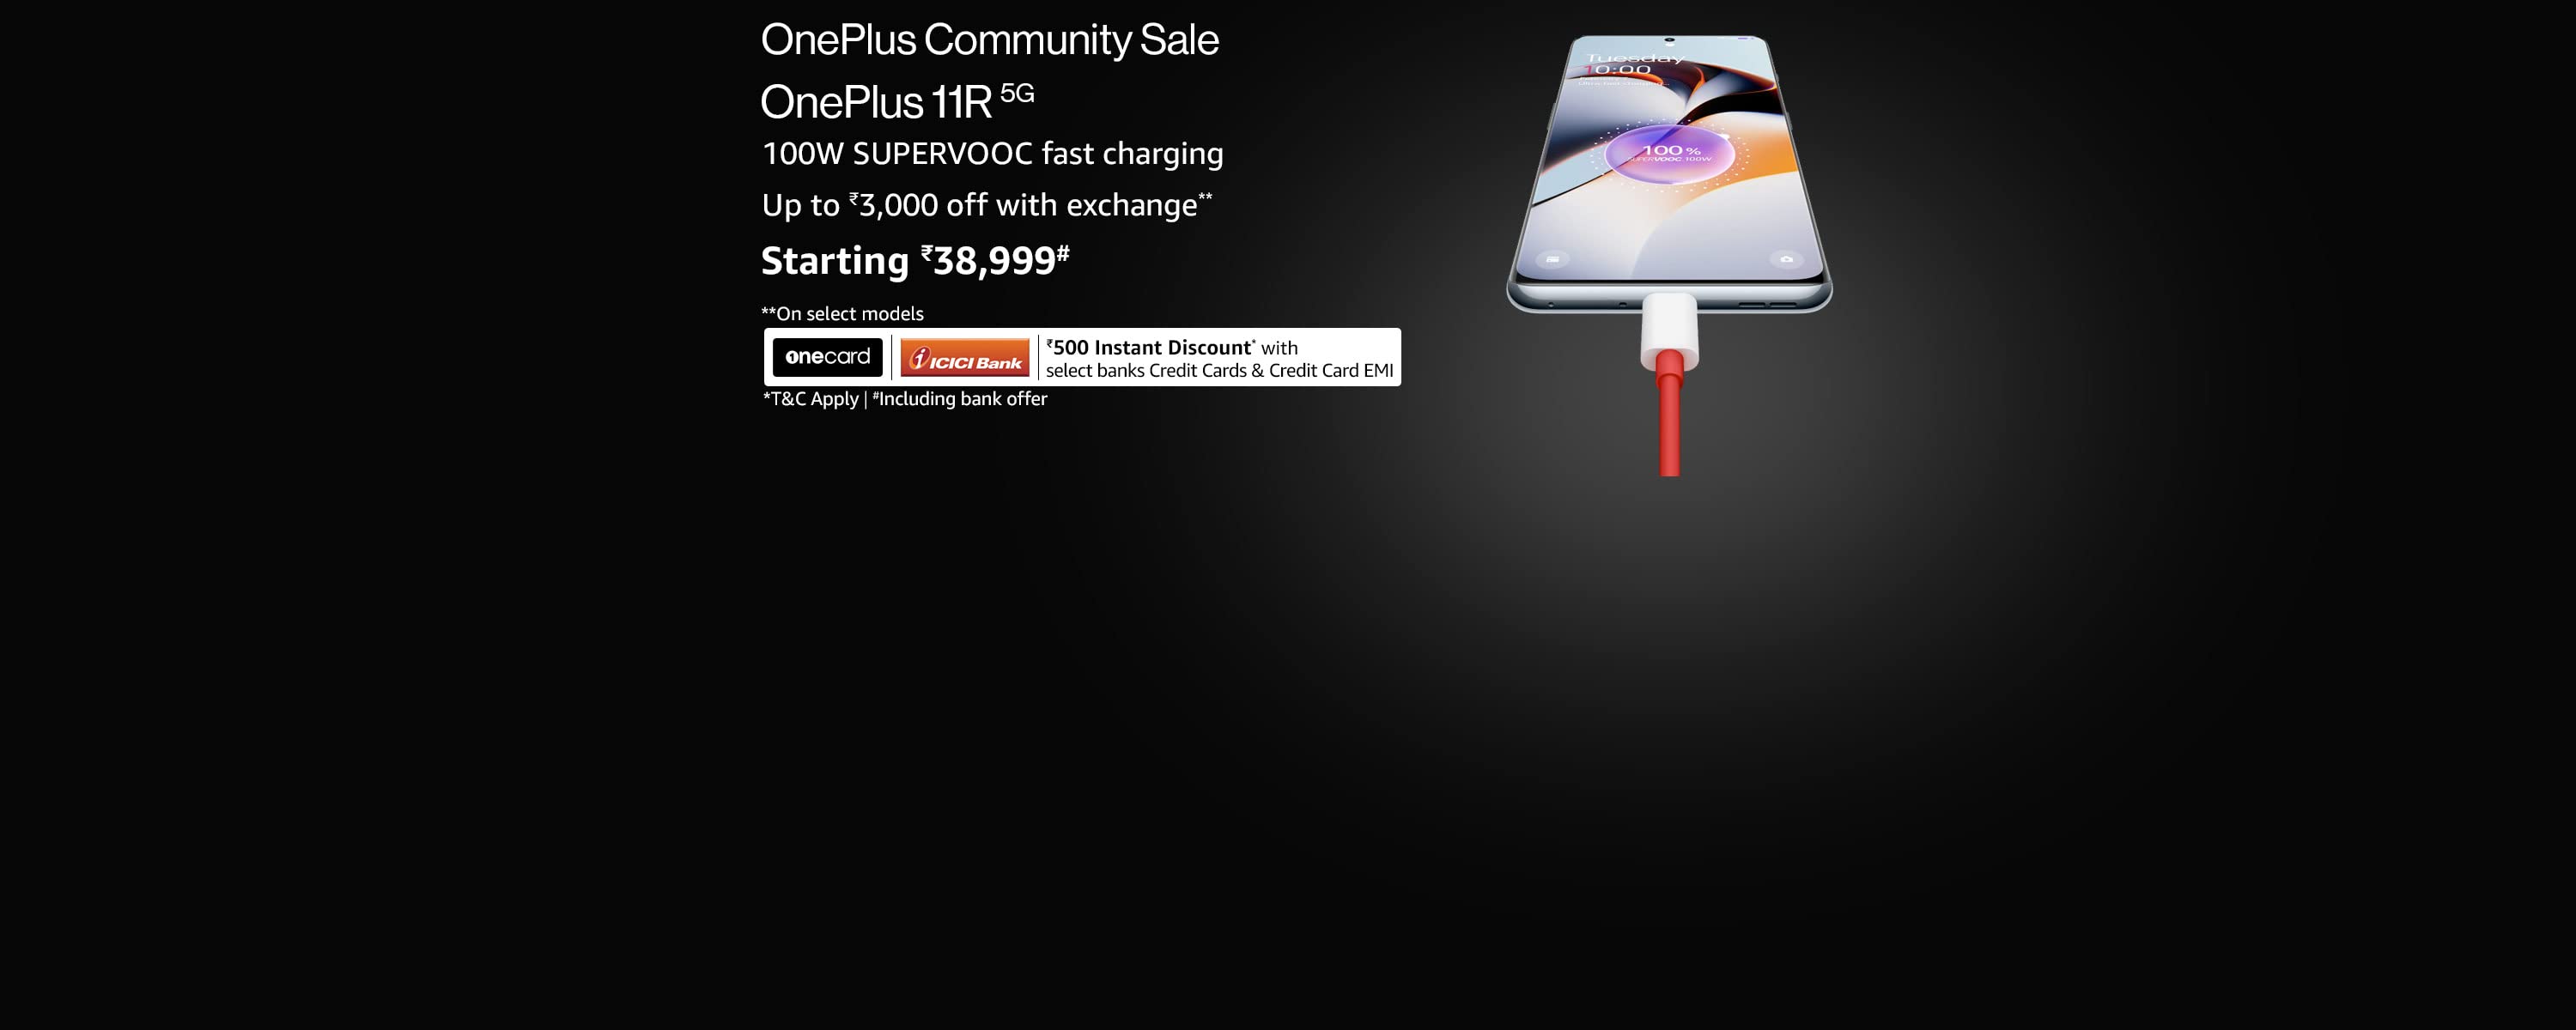 OnePlus Community Sale
OnePlus 11R 5G
100W SUPERVOOC fast charging
Up to ₹3,000 off with exchange**
Starting ₹38,999#
**On select models
onecard
ICICI Bank
₹500 Instant Discount* with
select banks Credit Cards & Credit Card EMI
*T&C Apply | #Including bank offer
Tuesday
10:00
100%
SUPERVOOC 100W